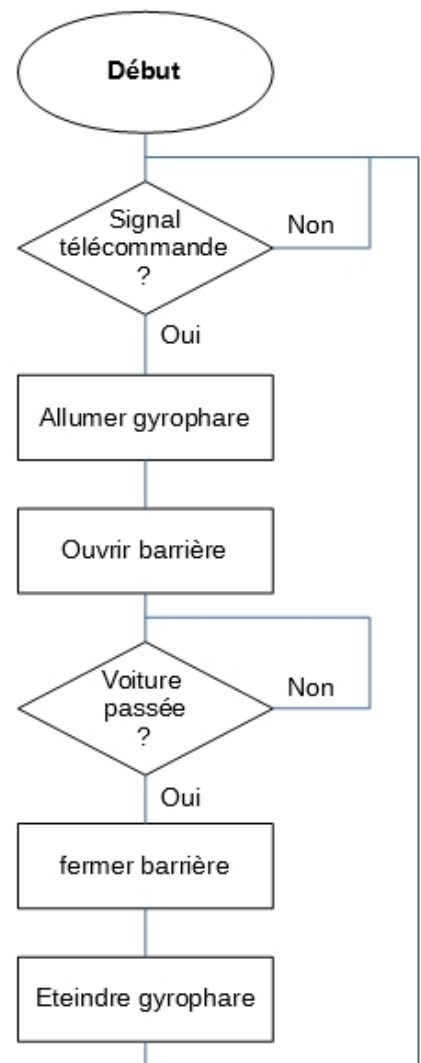 Début
Signal
télécommande
?
Non
Oui
Allumer gyrophare
Ouvrir barrière
Voiture
passée
?
Non
Oui
fermer barrière
Eteindre gyrophare